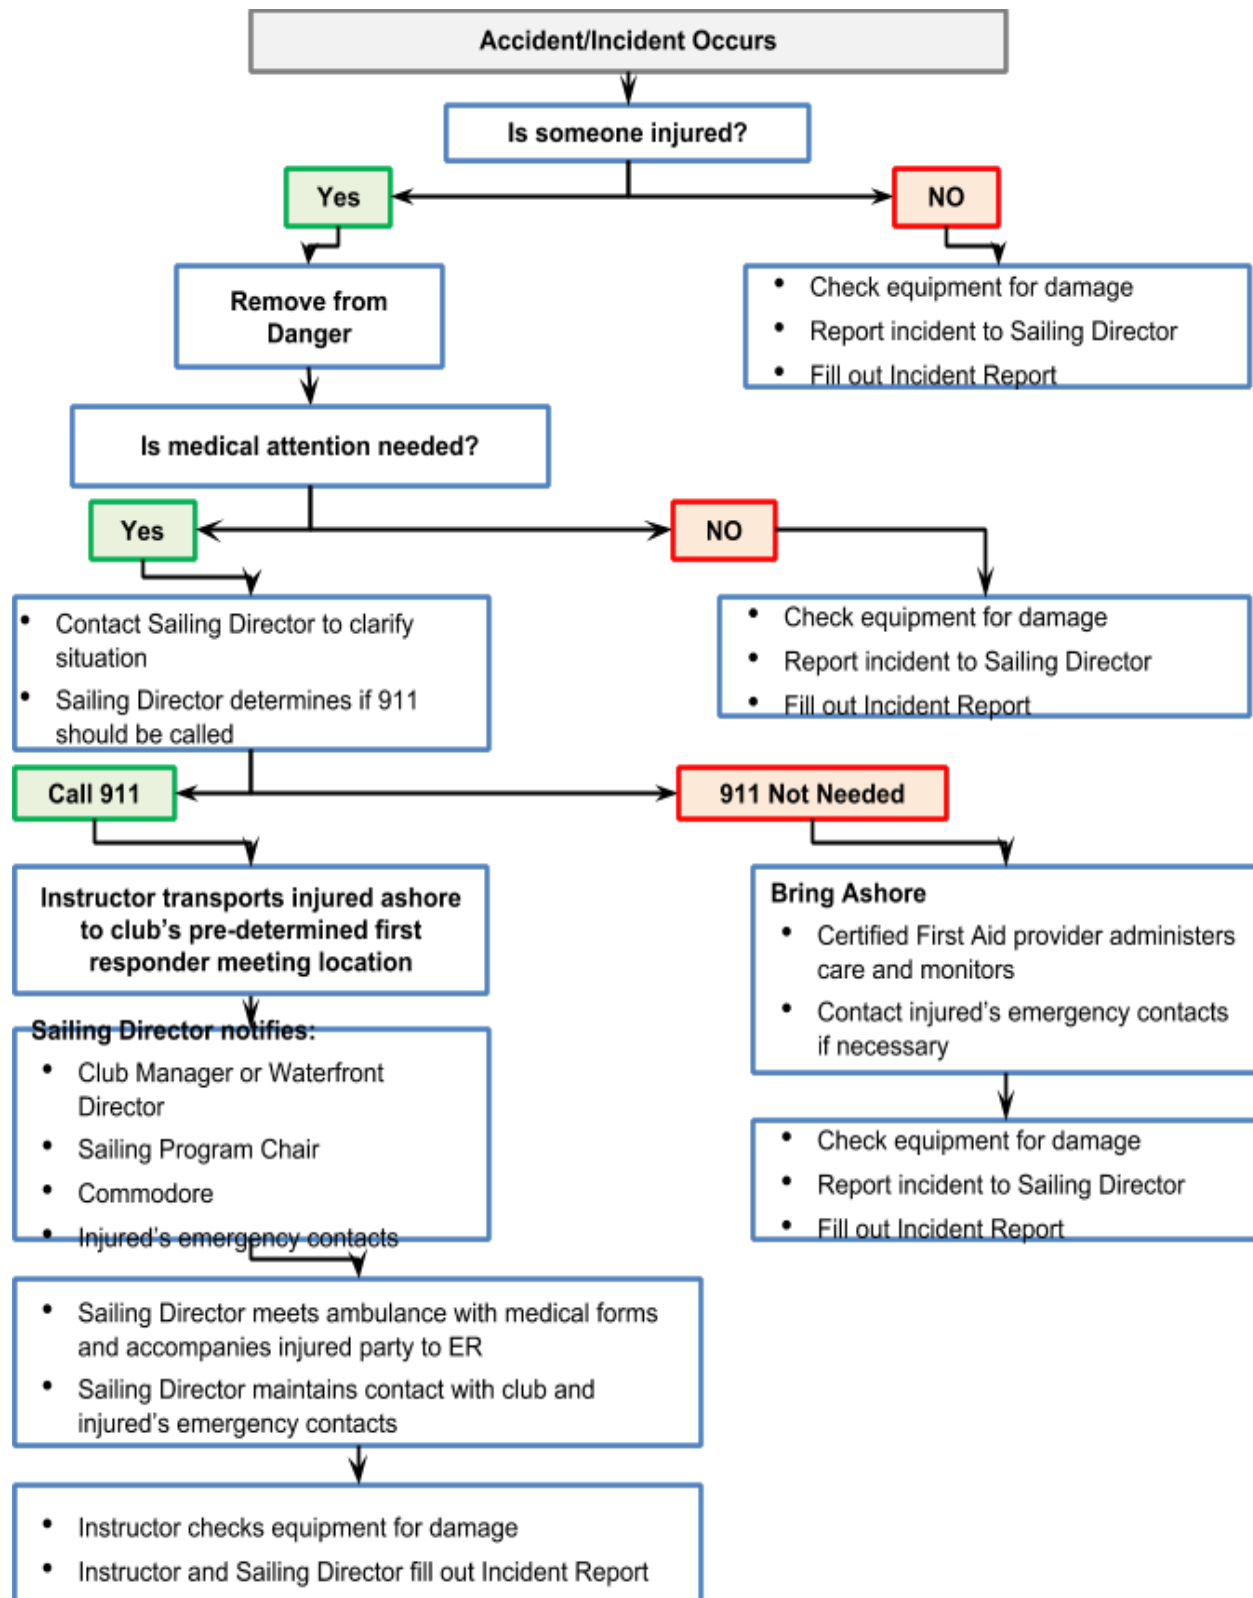 Accident/Incident Occurs
Is someone injured?
Yes
NO
Remove from
Danger
• Check equipment for damage
• Report incident to Sailing Director
• Fill out Incident Report
Is medical attention needed?
Yes
NO
• Contact Sailing Director to clarify
situation
• Sailing Director determines if 911
should be called
• Check equipment for damage
• Report incident to Sailing Director
• Fill out Incident Report
Call 911
911 Not Needed
Instructor transports injured ashore
to club's pre-determined first
responder meeting location
Bring Ashore
• Certified First Aid provider administers
care and monitors
• Contact injured's emergency contacts
if necessary
Sailing Director notifies:
• Club Manager or Waterfront
Director
• Sailing Program Chair
• Commodore
• Injured's emergency contacts
• Check equipment for damage
• Report incident to Sailing Director
• Fill out Incident Report
• Sailing Director meets ambulance with medical forms
and accompanies injured party to ER
• Sailing Director maintains contact with club and
injured's emergency contacts
• Instructor checks equipment for damage
• Instructor and Sailing Director fill out Incident Report